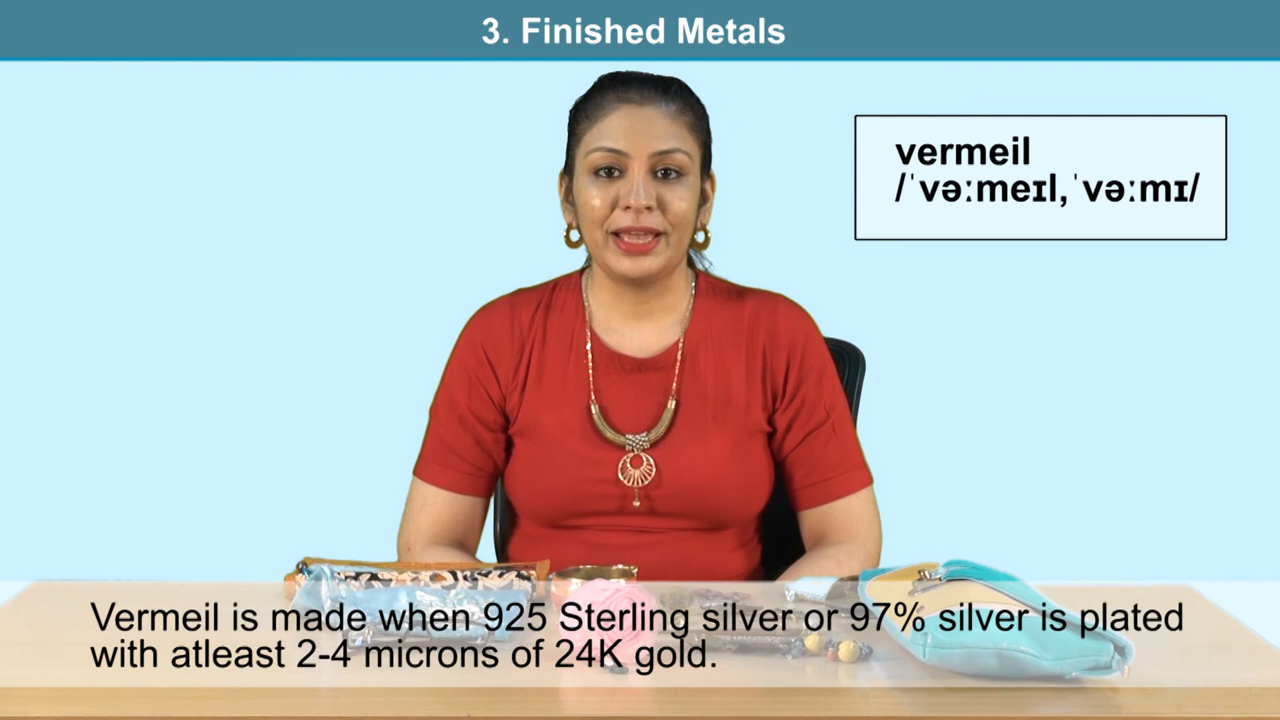 3. Finished Metals
vermeil
/ˈvəːmeɪl, ˈvəːmɪ/
Vermeil is made when 925 Sterling silver or 97% silver is plated
with atleast 2-4 microns of 24K gold.